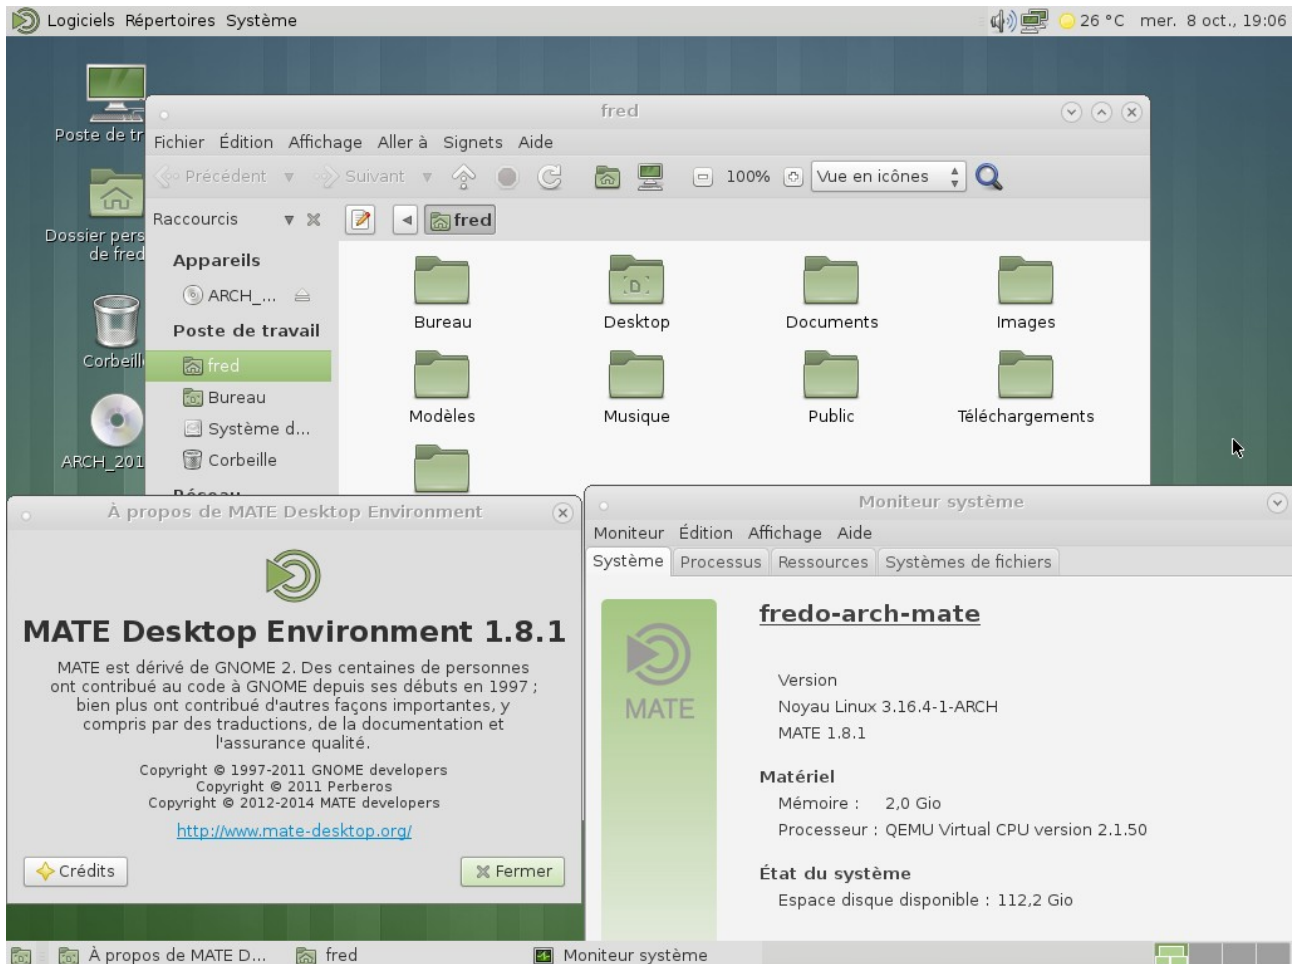 Logiciels Répertoires Système
26 °C mer. 8 oct., 19:06
Poste de tr
Dossier pers
de fred
Corbeill
ARCH_201
fred
Fichier Édition Affichage Aller à Signets Aide
Précédent Suivant 100% Vue en icônes
Raccourcis
fred
Appareils
ARCH_...
Poste de travail
fred
Bureau
Système d...
Corbeille
Réseau
Bureau Desktop Documents Images
Modèles Musique Public Téléchargements
À propos de MATE Desktop Environment
MATE Desktop Environment 1.8.1
MATE est dérivé de GNOME 2. Des centaines de personnes
ont contribué au code à GNOME depuis ses débuts en 1997 ;
bien plus ont contribué d'autres façons importantes, y
compris par des traductions, de la documentation et
l'assurance qualité.
Copyright © 1997-2011 GNOME developers
Copyright © 2011 Perberos
Copyright © 2012-2014 MATE developers
http://www.mate-desktop.org/
Crédits Fermer
Moniteur système
Moniteur Édition Affichage Aide
Système Processus Ressources Systèmes de fichiers
MATE
fredo-arch-mate
Version
Noyau Linux 3.16.4-1-ARCH
MATE 1.8.1
Matériel
Mémoire : 2,0 Gio
Processeur : QEMU Virtual CPU version 2.1.50
État du système
Espace disque disponible : 112,2 Gio
À propos de MATE D... fred Moniteur système